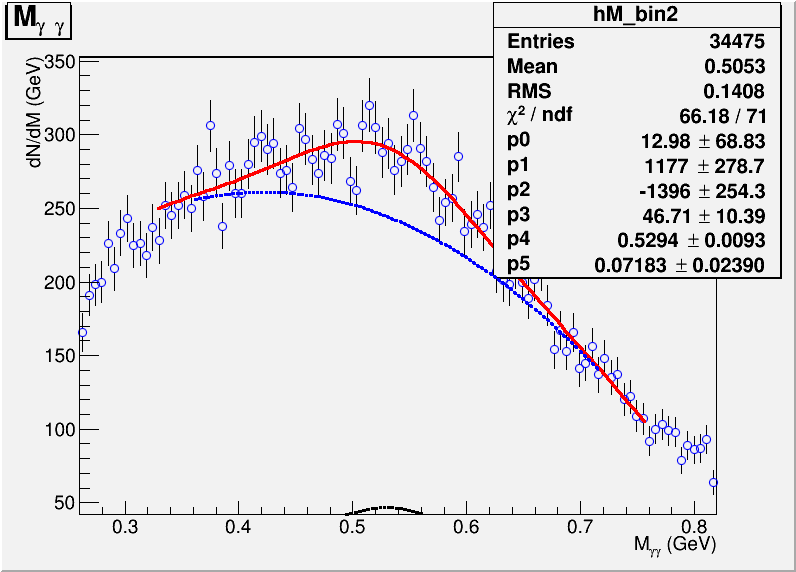 M γ γ
hM_bin2
Entries 34475
Mean 0.5053
RMS 0.1408
χ² / ndf 66.18 / 71
p0 12.98 ± 68.83
p1 1177 ± 278.7
p2 -1396 ± 254.3
p3 46.71 ± 10.39
p4 0.5294 ± 0.0093
p5 0.07183 ± 0.02390
dN/dM (GeV)
350
300
250
200
150
100
50
0.3 0.4 0.5 0.6 0.7 0.8
Mγγ (GeV)